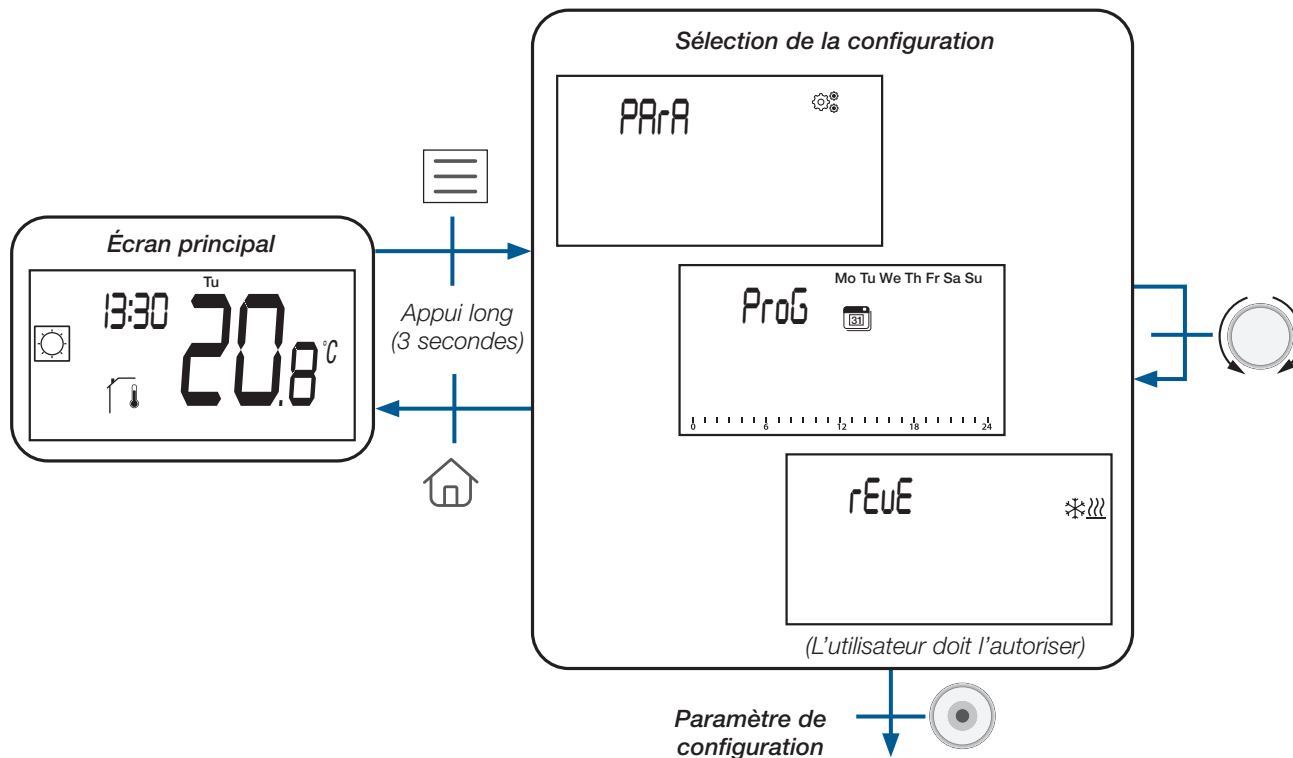 Sélection de la configuration
PArA
Écran principal
Tu
13:30
20.8°C
Appui long
(3 secondes)
Mo Tu We Th Fr Sa Su
ProG
31
0 6 12 18 24
rEvE
(L'utilisateur doit l'autoriser)
Paramètre de
configuration